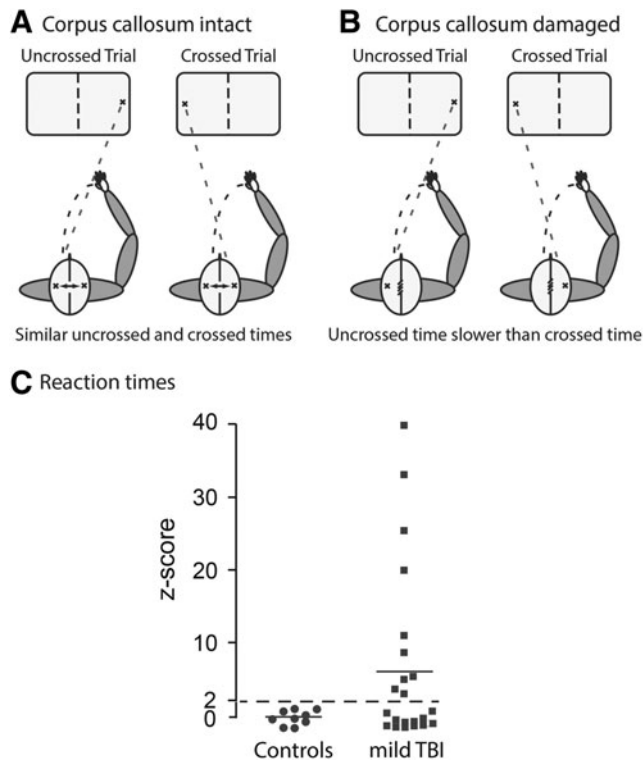 A Corpus callosum intact
Uncrossed Trial Crossed Trial
Similar uncrossed and crossed times
B Corpus callosum damaged
Uncrossed Trial Crossed Trial
Uncrossed time slower than crossed time
C Reaction times
z-score
40
30
20
10
2
0
Controls mild TBI